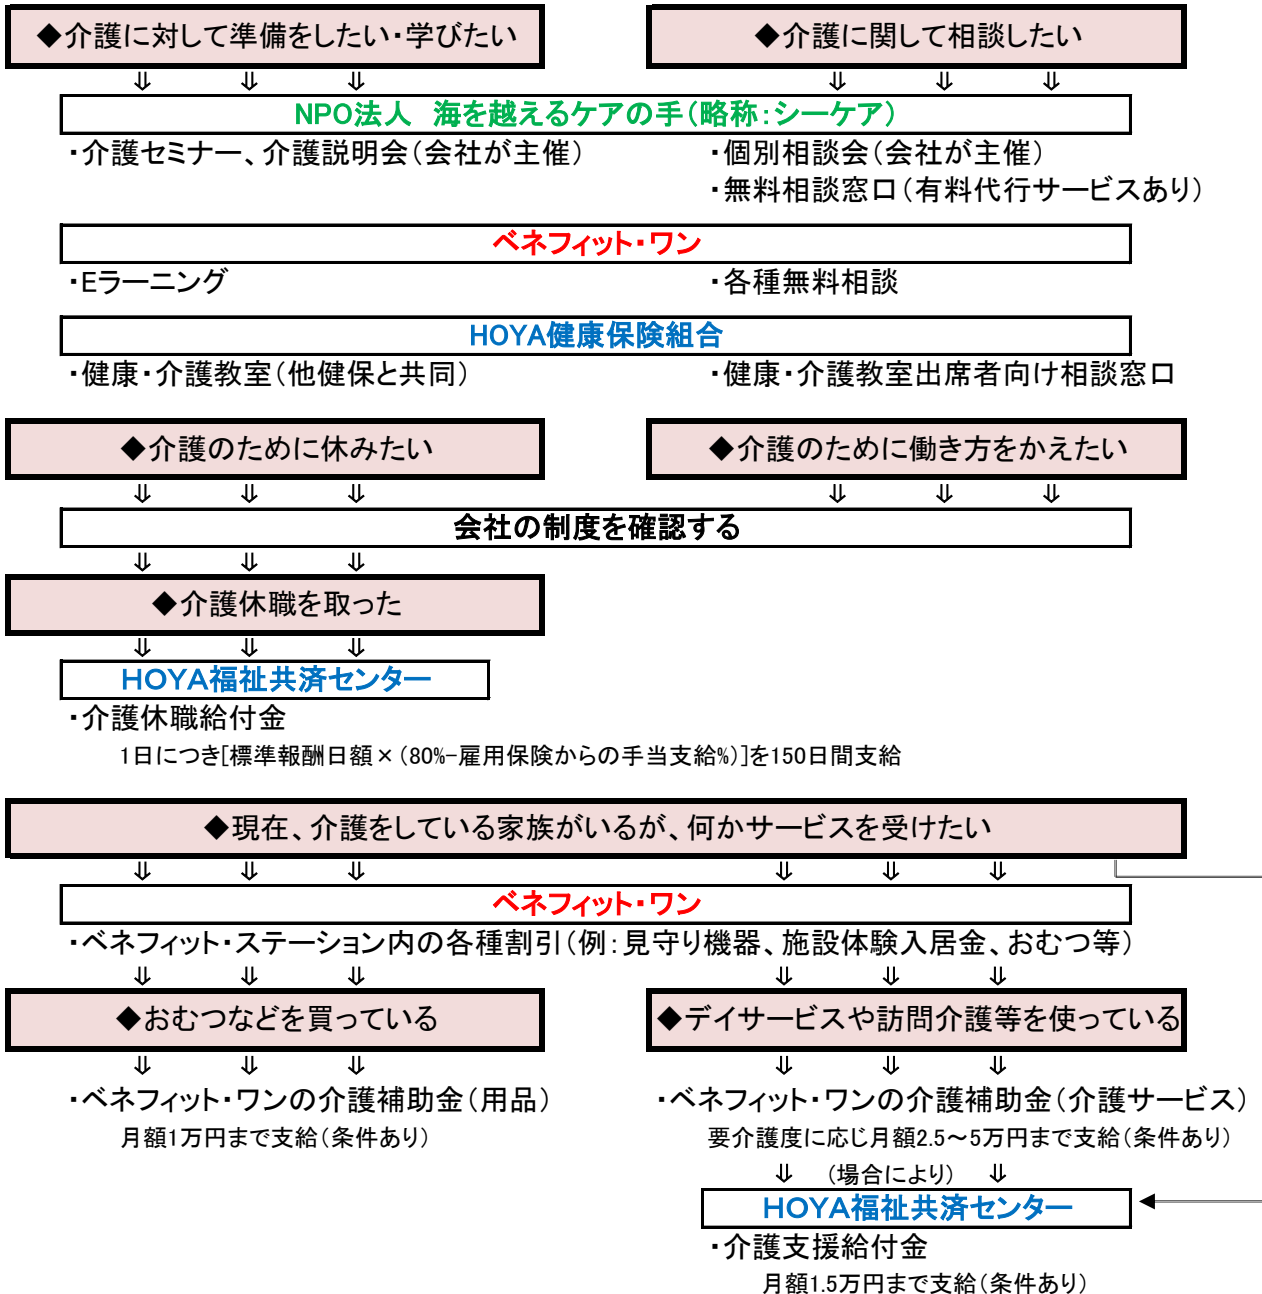 ◆介護に対して準備をしたい・学びたい
◆介護に関して相談したい
⇓ ⇓ ⇓
⇓ ⇓ ⇓
NPO法人　海を越えるケアの手（略称：シーケア）
・介護セミナー、介護説明会（会社が主催）
・個別相談会（会社が主催）
・無料相談窓口（有料代行サービスあり）
ベネフィット・ワン
・Eラーニング
・各種無料相談
HOYA健康保険組合
・健康・介護教室（他健保と共同）
・健康・介護教室出席者向け相談窓口
◆介護のために休みたい
◆介護のために働き方をかえたい
⇓ ⇓ ⇓
⇓ ⇓ ⇓
会社の制度を確認する
⇓ ⇓ ⇓
◆介護休職を取った
⇓ ⇓ ⇓
HOYA福祉共済センター
・介護休職給付金
1日につき[標準報酬日額×（80%-雇用保険からの手当支給%）]を150日間支給
◆現在、介護をしている家族がいるが、何かサービスを受けたい
⇓ ⇓ ⇓
⇓ ⇓ ⇓
ベネフィット・ワン
・ベネフィット・ステーション内の各種割引（例：見守り機器、施設体験入居金、おむつ等）
⇓ ⇓ ⇓
⇓ ⇓ ⇓
◆おむつなどを買っている
◆デイサービスや訪問介護等を使っている
⇓ ⇓ ⇓
⇓ ⇓ ⇓
・ベネフィット・ワンの介護補助金（用品）
月額1万円まで支給（条件あり）
・ベネフィット・ワンの介護補助金（介護サービス）
要介護度に応じ月額2.5～5万円まで支給（条件あり）
⇓ （場合により） ⇓
HOYA福祉共済センター
・介護支援給付金
月額1.5万円まで支給（条件あり）